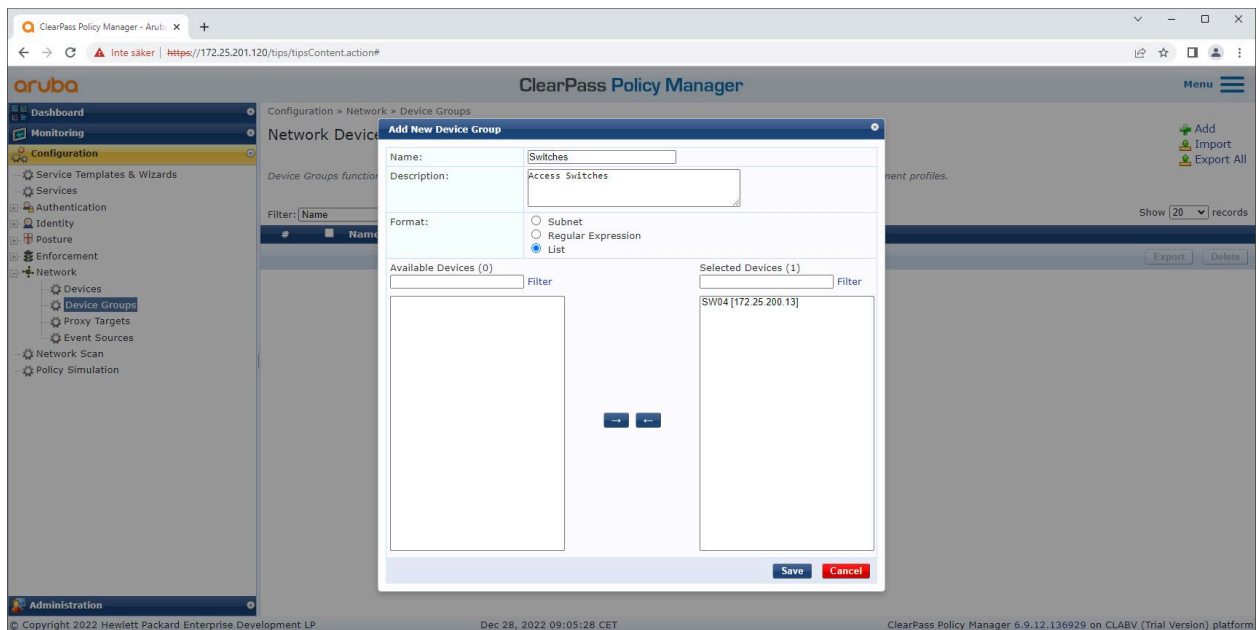 ClearPass Policy Manager - Arub
Inte säker | https://172.25.201.120/tips/tipsContent.action#
aruba
ClearPass Policy Manager
Menu
Dashboard
Monitoring
Configuration
Service Templates & Wizards
Services
Authentication
Identity
Posture
Enforcement
Network
Devices
Device Groups
Proxy Targets
Event Sources
Network Scan
Policy Simulation
Administration
Configuration » Network » Device Groups
Network Device
Add
Import
Export All
Device Groups function
nent profiles.
Filter: Name
Show 20 records
# Name
Export Delete
Add New Device Group
Name: Switches
Description: Access Switches
Format:
Subnet
Regular Expression
List
Available Devices (0)
Filter
Selected Devices (1)
Filter
SW04 [172.25.200.13]
Save Cancel
© Copyright 2022 Hewlett Packard Enterprise Development LP
Dec 28, 2022 09:05:28 CET
ClearPass Policy Manager 6.9.12.136929 on CLABV (Trial Version) platform